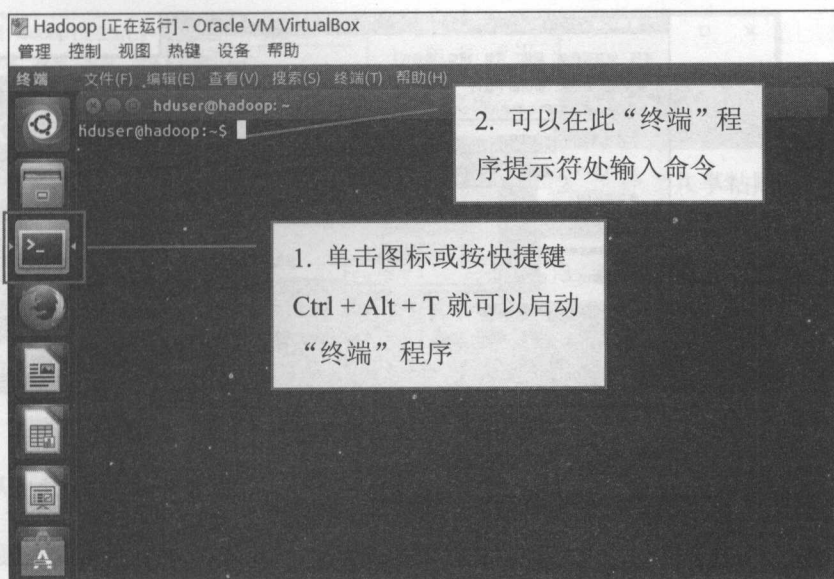 Hadoop [正在运行] - Oracle VM VirtualBox
管理 控制 视图 热键 设备 帮助
终端 文件(F) 编辑(E) 查看(V) 搜索(S) 终端(T) 帮助(H)
hduser@hadoop: ~
hduser@hadoop:~$
2. 可以在此“终端”程
序提示符处输入命令
1. 单击图标或按快捷键
Ctrl + Alt + T 就可以启动
“终端”程序